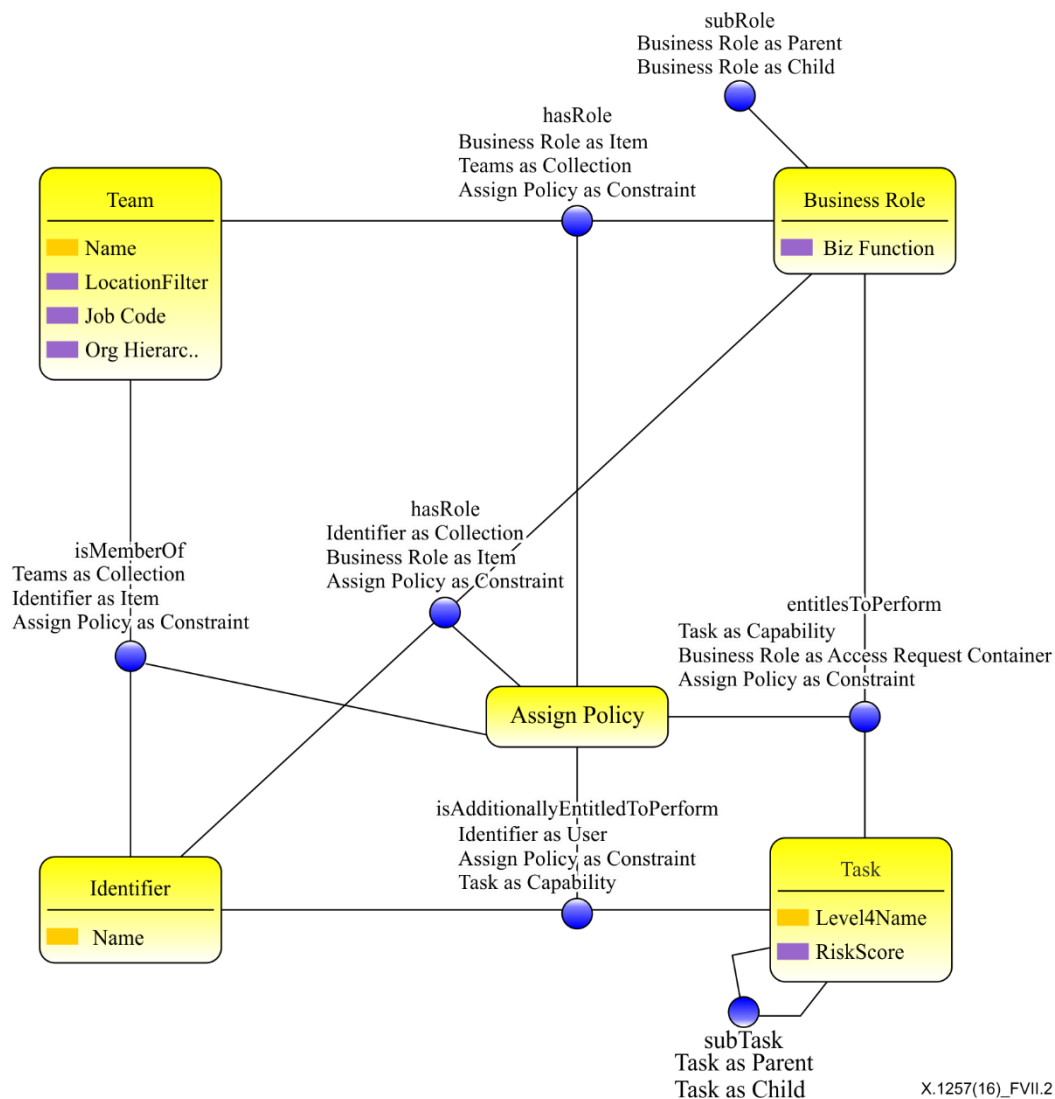 subRole
Business Role as Parent
Business Role as Child
hasRole
Business Role as Item
Teams as Collection
Assign Policy as Constraint
Team
Name
LocationFilter
Job Code
Org Hierarc..
Business Role
Biz Function
hasRole
Identifier as Collection
Business Role as Item
Assign Policy as Constraint
isMemberOf
Teams as Collection
Identifier as Item
Assign Policy as Constraint
entitlesToPerform
Task as Capability
Business Role as Access Request Container
Assign Policy as Constraint
Assign Policy
isAdditionallyEntitledToPerform
Identifier as User
Assign Policy as Constraint
Task as Capability
Identifier
Name
Task
Level4Name
RiskScore
subTask
Task as Parent
Task as Child
X.1257(16)_FVII.2